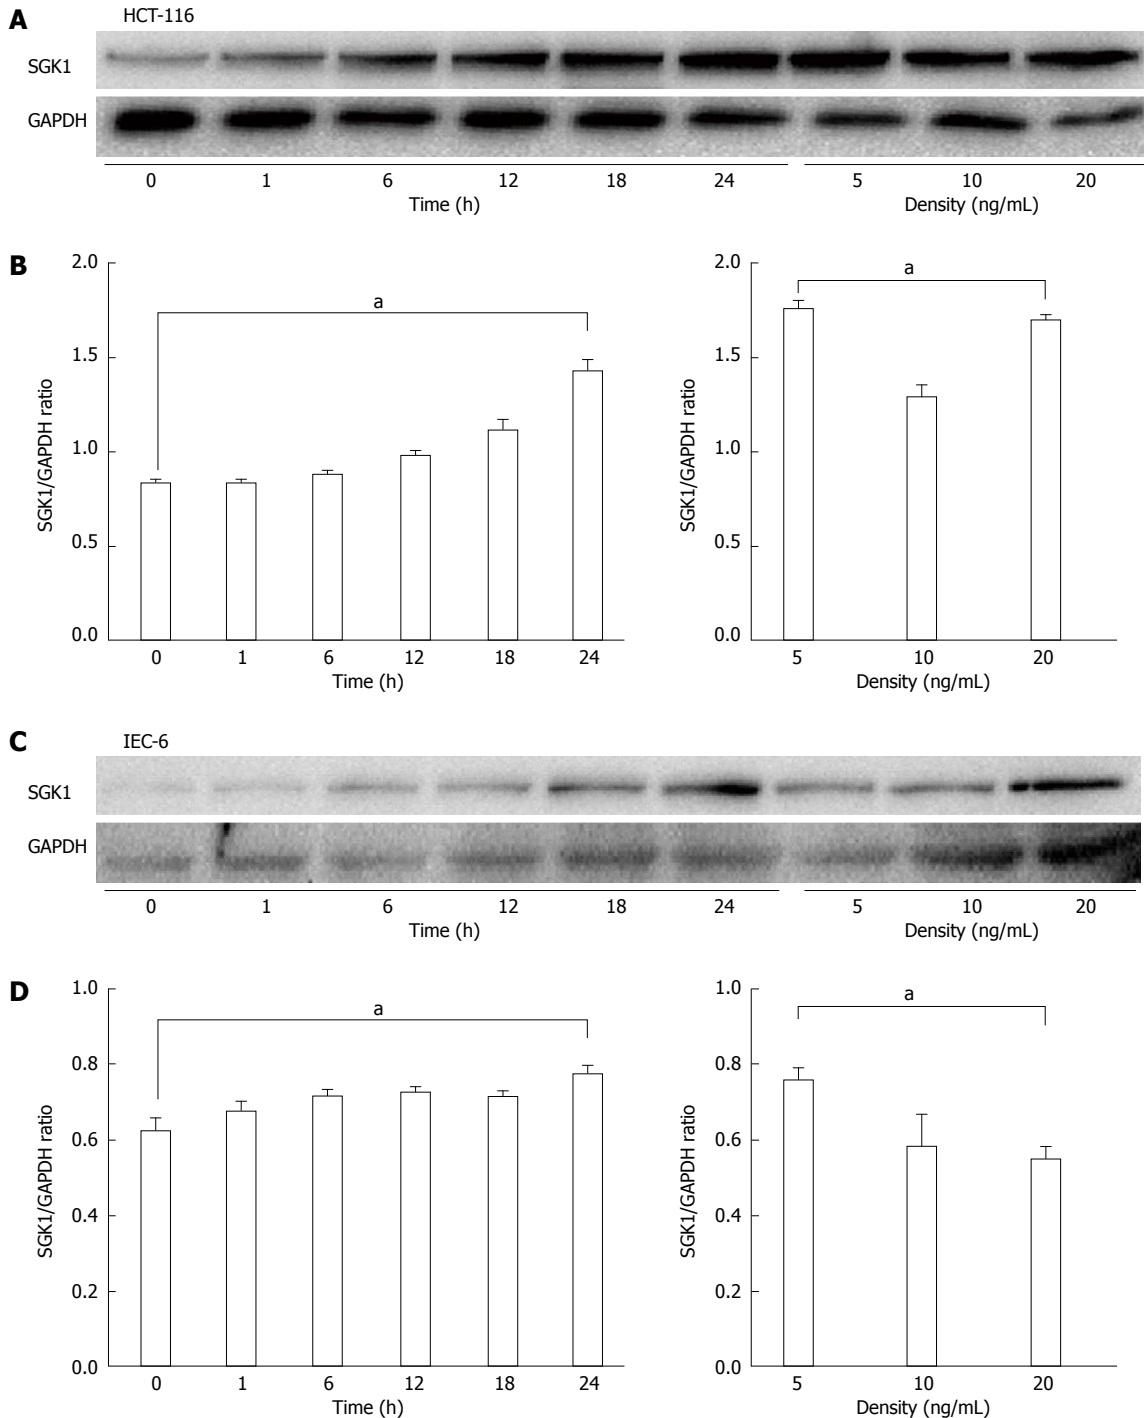 A
HCT-116
SGK1
GAPDH
0 1 6 12 18 24 5 10 20
Time (h) Density (ng/mL)
B
2.0
1.5
1.0
0.5
0.0
SGK1/GAPDH ratio
a
0 1 6 12 18 24
Time (h)
2.0
1.5
1.0
0.5
0.0
SGK1/GAPDH ratio
a
5 10 20
Density (ng/mL)
C
IEC-6
SGK1
GAPDH
0 1 6 12 18 24 5 10 20
Time (h) Density (ng/mL)
D
1.0
0.8
0.6
0.4
0.2
0.0
SGK1/GAPDH ratio
a
0 1 6 12 18 24
Time (h)
1.0
0.8
0.6
0.4
0.2
0.0
SGK1/GAPDH ratio
a
5 10 20
Density (ng/mL)